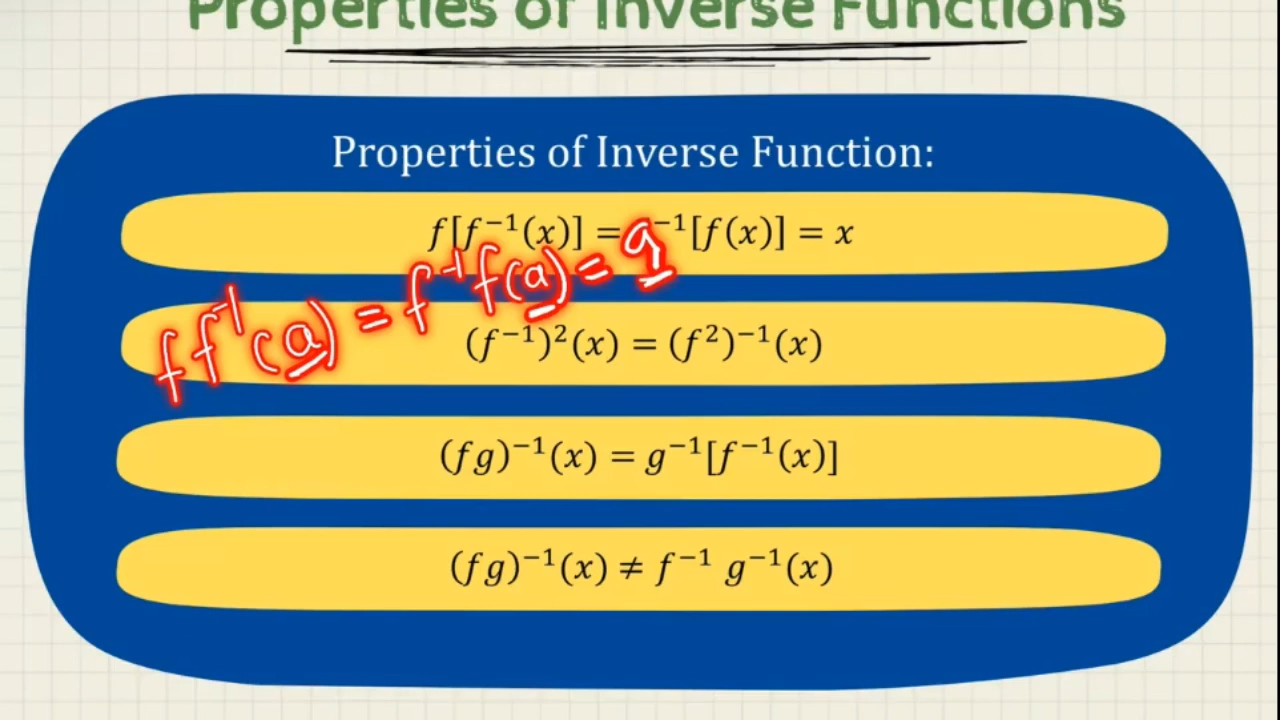 Properties of Inverse Functions
Properties of Inverse Function:
f[f⁻¹(x)] = ⁻¹[f(x)] = x
ff⁻¹(a) = f⁻¹f(a) = a
(f⁻¹)²(x) = (f²)⁻¹(x)
(fg)⁻¹(x) = g⁻¹[f⁻¹(x)]
(fg)⁻¹(x) ≠ f⁻¹ g⁻¹(x)